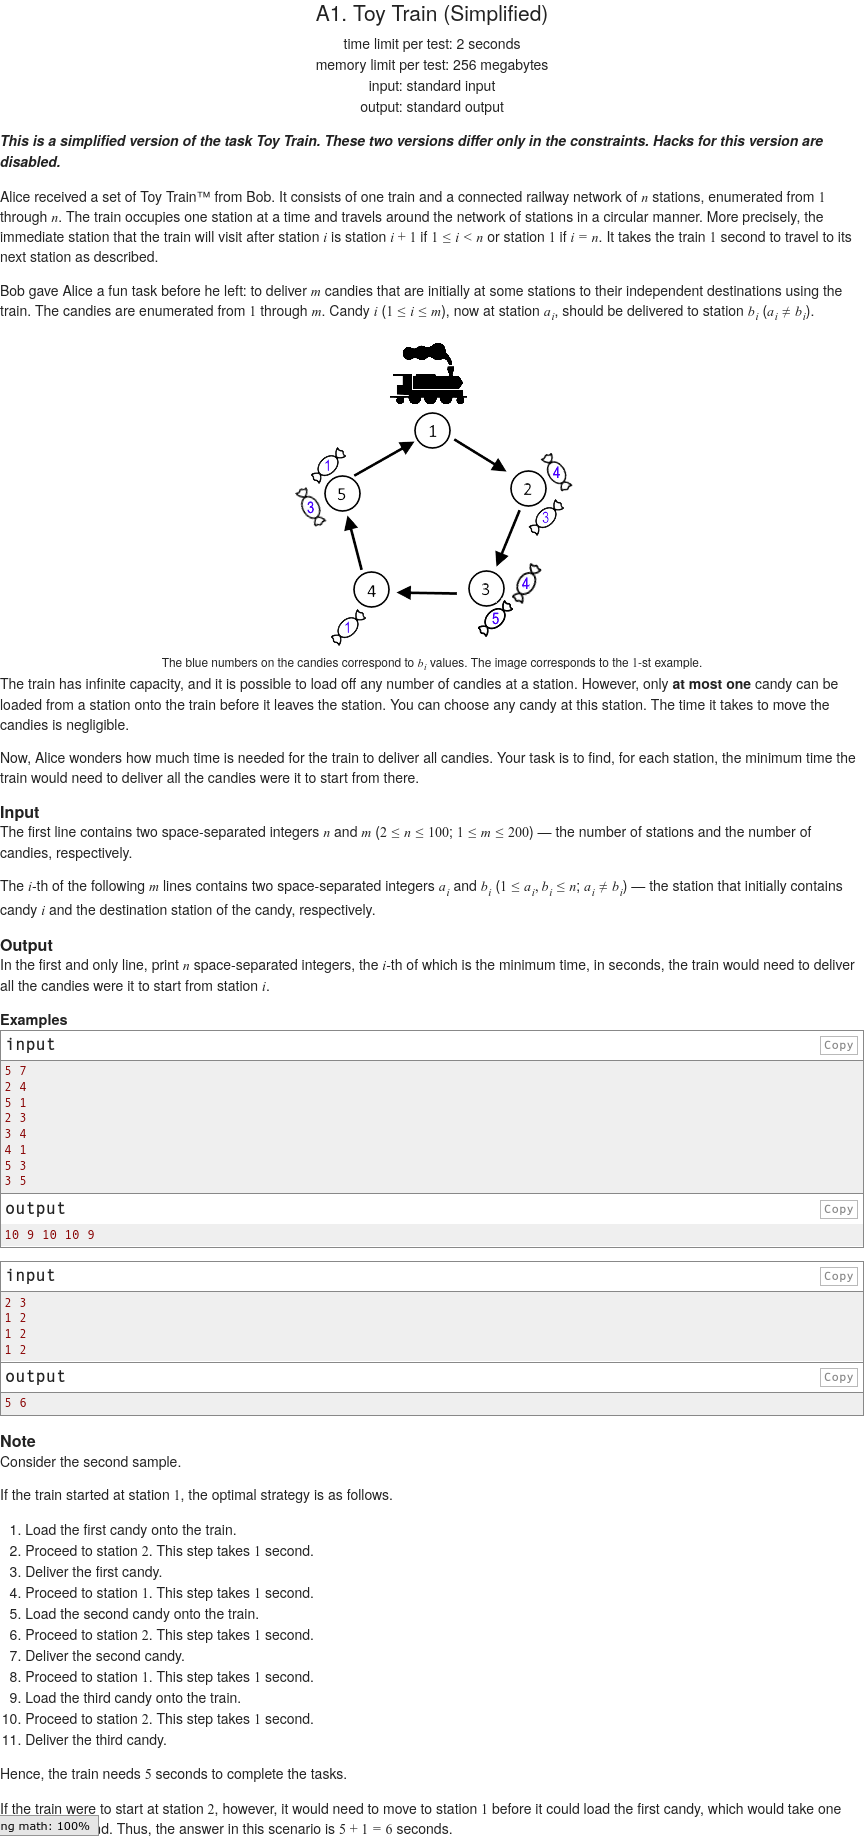 A1. Toy Train (Simplified)
time limit per test: 2 seconds
memory limit per test: 256 megabytes
input: standard input
output: standard output
This is a simplified version of the task Toy Train. These two versions differ only in the constraints. Hacks for this version are
disabled.
Alice received a set of Toy Train™ from Bob. It consists of one train and a connected railway network of n stations, enumerated from 1
through n. The train occupies one station at a time and travels around the network of stations in a circular manner. More precisely, the
immediate station that the train will visit after station i is station i + 1 if 1 ≤ i < n or station 1 if i = n. It takes the train 1 second to travel to its
next station as described.
Bob gave Alice a fun task before he left: to deliver m candies that are initially at some stations to their independent destinations using the
train. The candies are enumerated from 1 through m. Candy i (1 ≤ i ≤ m), now at station a_i, should be delivered to station b_i (a_i ≠ b_i).
1
1
4
5
2
3
3
4
4
3
5
1
The blue numbers on the candies correspond to b_i values. The image corresponds to the 1-st example.
The train has infinite capacity, and it is possible to load off any number of candies at a station. However, only at most one candy can be
loaded from a station onto the train before it leaves the station. You can choose any candy at this station. The time it takes to move the
candies is negligible.
Now, Alice wonders how much time is needed for the train to deliver all candies. Your task is to find, for each station, the minimum time the
train would need to deliver all the candies were it to start from there.
Input
The first line contains two space-separated integers n and m (2 ≤ n ≤ 100; 1 ≤ m ≤ 200) — the number of stations and the number of
candies, respectively.
The i-th of the following m lines contains two space-separated integers a_i and b_i (1 ≤ a_i, b_i ≤ n; a_i ≠ b_i) — the station that initially contains
candy i and the destination station of the candy, respectively.
Output
In the first and only line, print n space-separated integers, the i-th of which is the minimum time, in seconds, the train would need to deliver
all the candies were it to start from station i.
Examples
input Copy
5 7
2 4
5 1
2 3
3 4
4 1
5 3
3 5
output Copy
10 9 10 10 9
input Copy
2 3
1 2
1 2
1 2
output Copy
5 6
Note
Consider the second sample.
If the train started at station 1, the optimal strategy is as follows.
1. Load the first candy onto the train.
2. Proceed to station 2. This step takes 1 second.
3. Deliver the first candy.
4. Proceed to station 1. This step takes 1 second.
5. Load the second candy onto the train.
6. Proceed to station 2. This step takes 1 second.
7. Deliver the second candy.
8. Proceed to station 1. This step takes 1 second.
9. Load the third candy onto the train.
10. Proceed to station 2. This step takes 1 second.
11. Deliver the third candy.
Hence, the train needs 5 seconds to complete the tasks.
If the train were to start at station 2, however, it would need to move to station 1 before it could load the first candy, which would take one
ng math: 100% nd. Thus, the answer in this scenario is 5 + 1 = 6 seconds.